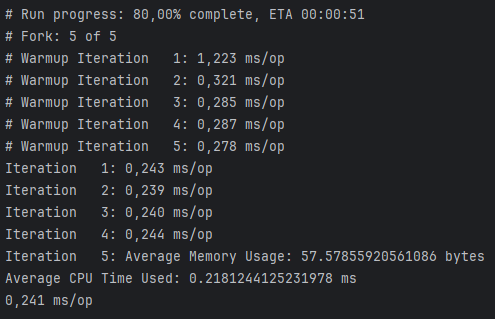 # Run progress: 80,00% complete, ETA 00:00:51
# Fork: 5 of 5
# Warmup Iteration   1: 1,223 ms/op
# Warmup Iteration   2: 0,321 ms/op
# Warmup Iteration   3: 0,285 ms/op
# Warmup Iteration   4: 0,287 ms/op
# Warmup Iteration   5: 0,278 ms/op
Iteration   1: 0,243 ms/op
Iteration   2: 0,239 ms/op
Iteration   3: 0,240 ms/op
Iteration   4: 0,244 ms/op
Iteration   5: Average Memory Usage: 57.57855920561086 bytes
Average CPU Time Used: 0.2181244125231978 ms
0,241 ms/op